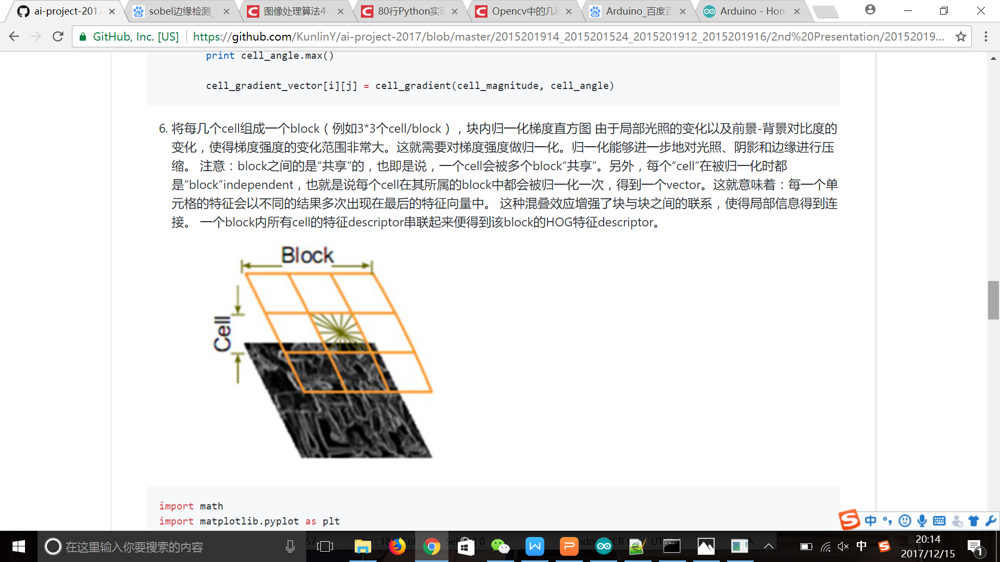 ai-project-2017
sobel边缘检测_
图像处理算法4–
80行Python实现
Opencv中的几种
Arduino_百度百
Arduino - Hom
GitHub, Inc. [US]
https://github.com/KunlinY/ai-project-2017/blob/master/2015201914_2015201524_2015201912_2015201916/2nd%20Presentation/20152019...
print cell_angle.max()
cell_gradient_vector[i][j] = cell_gradient(cell_magnitude, cell_angle)
6. 将每几个cell组成一个block（例如3*3个cell/block），块内归一化梯度直方图 由于局部光照的变化以及前景-背景对比度的
变化，使得梯度强度的变化范围非常大。这就需要对梯度强度做归一化。归一化能够进一步地对光照、阴影和边缘进行压
缩。 注意：block之间的是“共享”的，也即是说，一个cell会被多个block“共享”。另外，每个“cell”在被归一化时都
是“block”independent，也就是说每个cell在其所属的block中都会被归一化一次，得到一个vector。这就意味着：每一个单
元格的特征会以不同的结果多次出现在最后的特征向量中。 这种混叠效应增强了块与块之间的联系，使得局部信息得到连
接。 一个block内所有cell的特征descriptor串联起来便得到该block的HOG特征descriptor。
Block
Cell
import math
import matplotlib.pyplot as plt
中
在这里输入你要搜索的内容
中
20:14
2017/12/15
1